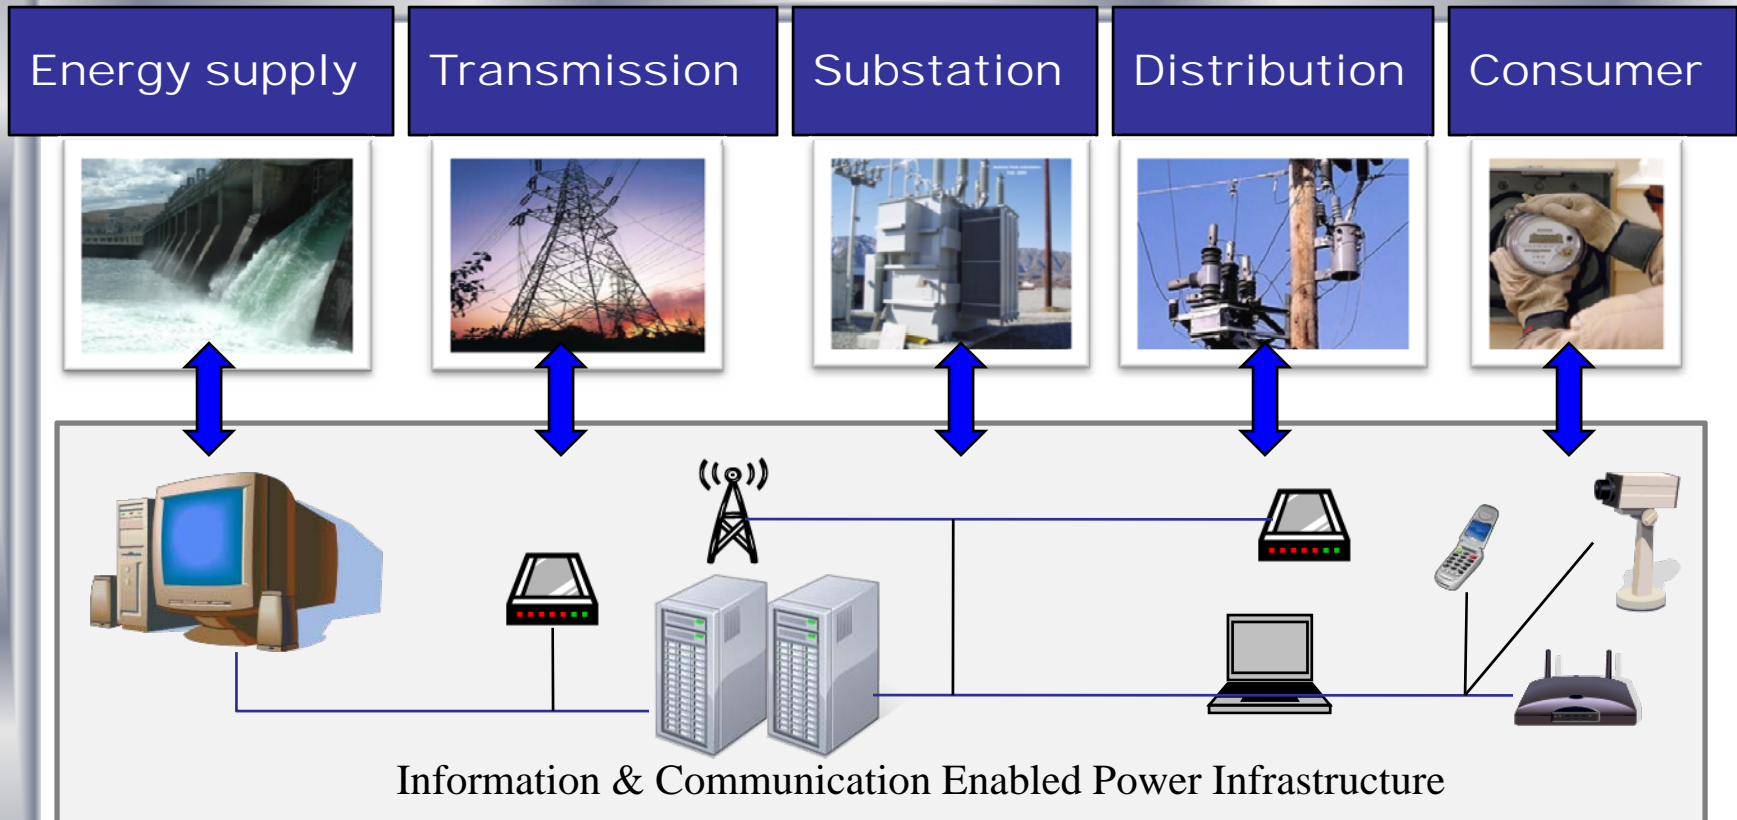 Energy supply
Transmission
Substation
Distribution
Consumer
Information & Communication Enabled Power Infrastructure